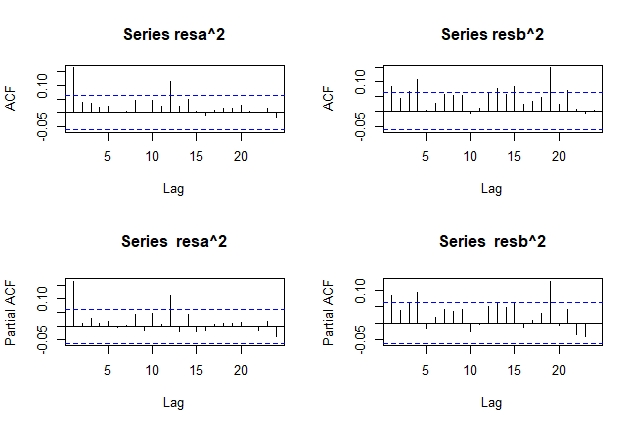 Series resa^2
ACF
0.10
-0.05
5 10 15 20
Lag
Series resb^2
ACF
0.10
-0.05
5 10 15 20
Lag
Series  resa^2
Partial ACF
0.10
-0.05
5 10 15 20
Lag
Series  resb^2
Partial ACF
0.10
-0.05
5 10 15 20
Lag